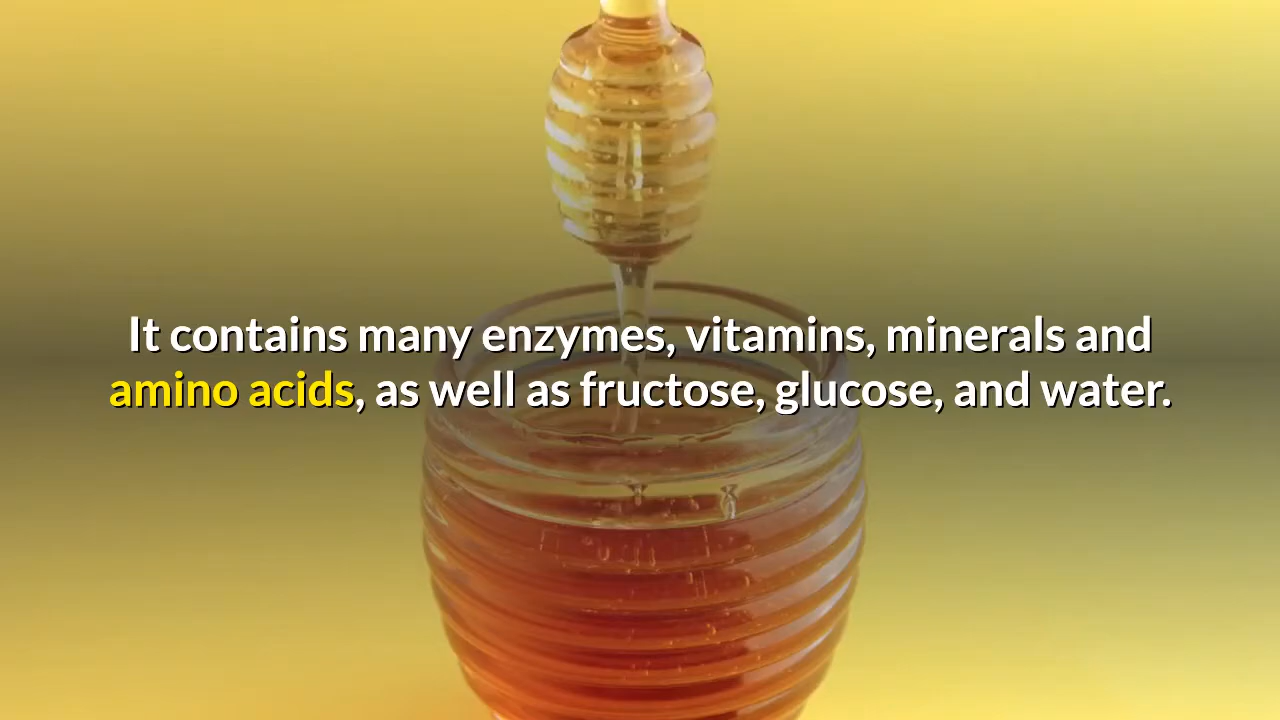 It contains many enzymes, vitamins, minerals and
amino acids, as well as fructose, glucose, and water.